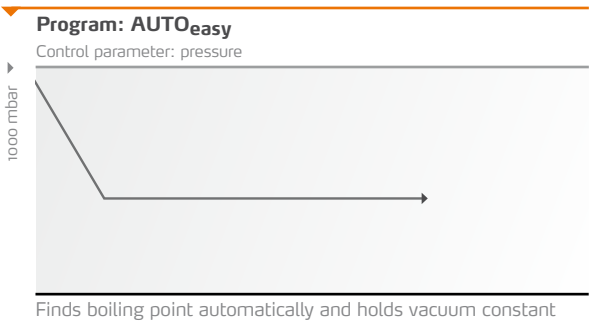 Program: AUTOeasy
Control parameter: pressure
1000 mbar
Finds boiling point automatically and holds vacuum constant